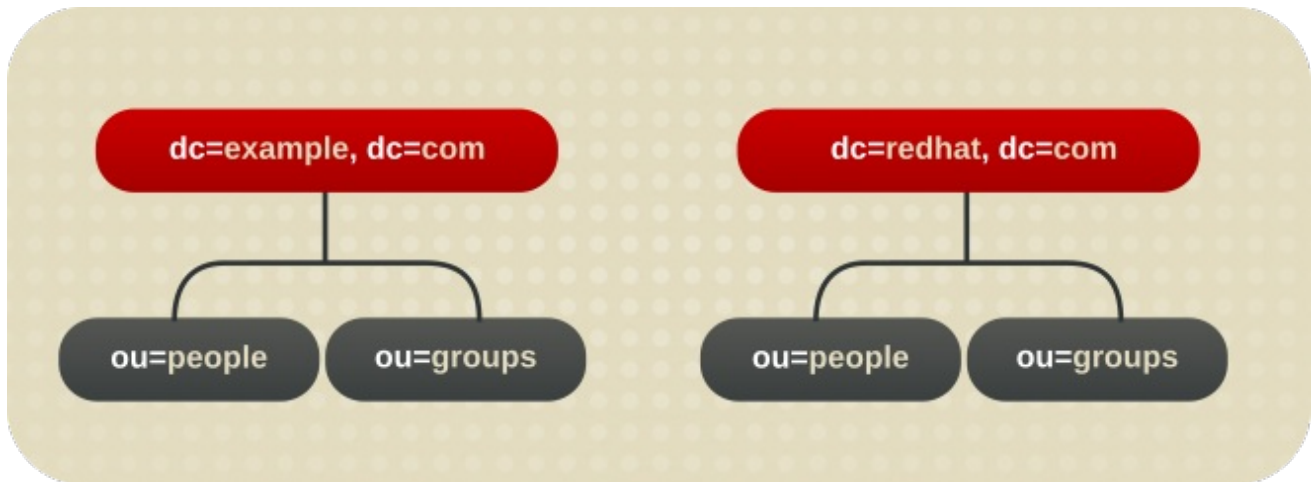 dc=example, dc=com
dc=redhat, dc=com
ou=people
ou=groups
ou=people
ou=groups